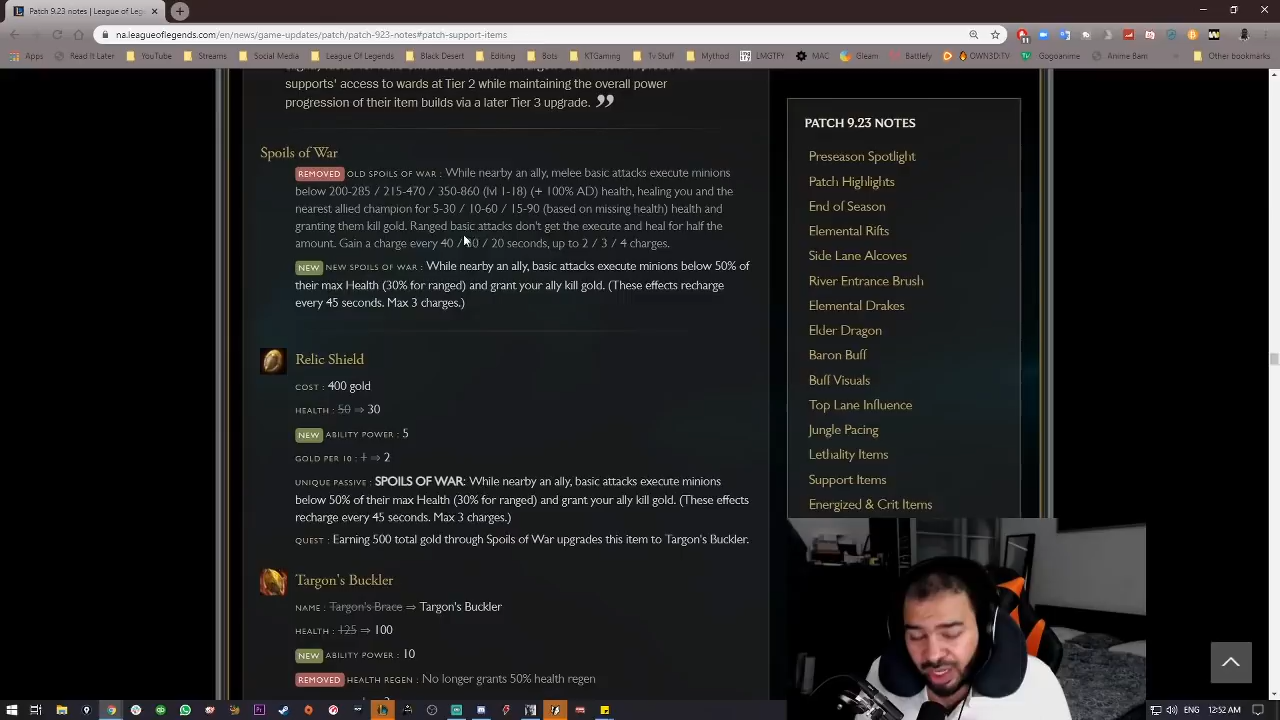 Patch 9.23 notes | League of Leg
na.leagueoflegends.com/en/news/game-updates/patch/patch-923-notes#patch-support-items
11
Apps Read It Later YouTube Streams Small League Of Legends Black Desert Editing Bots KTGaming Tv Stuff Mythod LMGTFY MAC Gleam Battlefy OWN3D TV Gogoanime Anime Bam Other bookmarks
supports' access to wards at Tier 2 while maintaining the overall power
progression of their item builds via a later Tier 3 upgrade.
Spoils of War
REMOVED OLD SPOILS OF WAR : While nearby an ally, melee basic attacks execute minions
below 200-285 / 215-470 / 350-860 (lvl 1-18) (+ 100% AD) health, healing you and the
nearest allied champion for 5-30 / 10-60 / 15-90 (based on missing health) health and
granting them kill gold. Ranged basic attacks don't get the execute and heal for half the
amount. Gain a charge every 40 / 30 / 20 seconds, up to 2 / 3 / 4 charges.
NEW NEW SPOILS OF WAR : While nearby an ally, basic attacks execute minions below 50% of
their max Health (30% for ranged) and grant your ally kill gold. (These effects recharge
every 45 seconds. Max 3 charges.)
Relic Shield
COST : 400 gold
HEALTH : 50 ⇒ 30
NEW ABILITY POWER : 5
GOLD PER 10 : 1 ⇒ 2
UNIQUE PASSIVE : SPOILS OF WAR: While nearby an ally, basic attacks execute minions
below 50% of their max Health (30% for ranged) and grant your ally kill gold. (These effects
recharge every 45 seconds. Max 3 charges.)
QUEST : Earning 500 total gold through Spoils of War upgrades this item to Targon's Buckler.
Targon's Buckler
NAME : Targon's Brace ⇒ Targon's Buckler
HEALTH : 125 ⇒ 100
NEW ABILITY POWER : 10
REMOVED HEALTH REGEN : No longer grants 50% health regen
PATCH 9.23 NOTES
Preseason Spotlight
Patch Highlights
End of Season
Elemental Rifts
Side Lane Alcoves
River Entrance Brush
Elemental Drakes
Elder Dragon
Baron Buff
Buff Visuals
Top Lane Influence
Jungle Pacing
Lethality Items
Support Items
Energized & Crit Items
12:52 AM